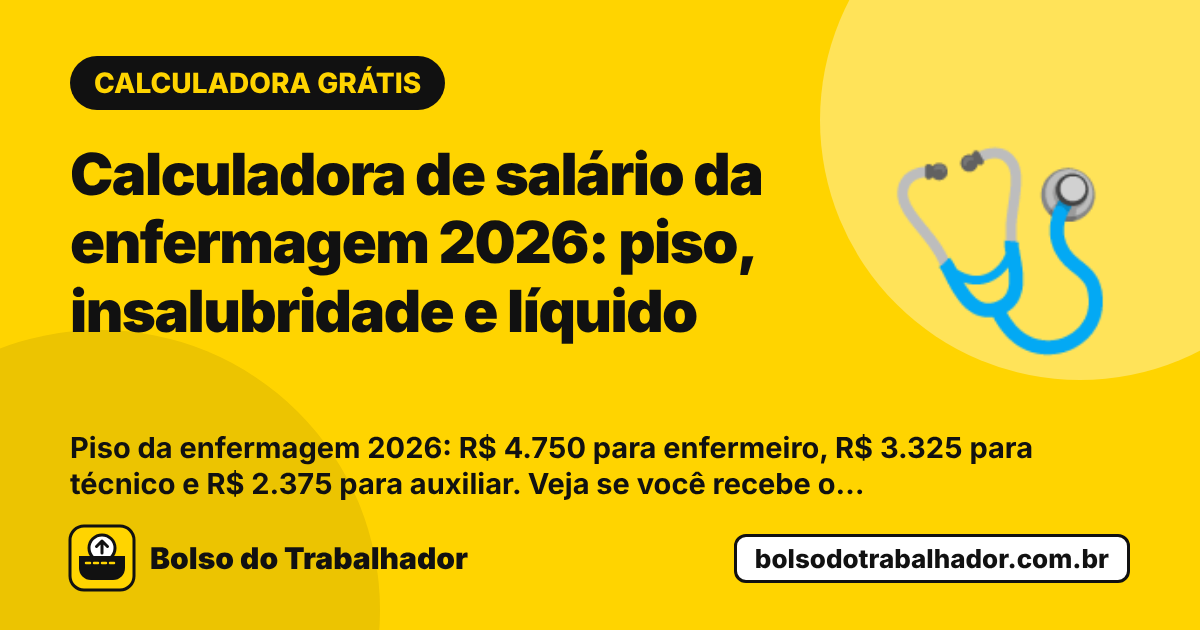 CALCULADORA GRÁTIS
Calculadora de salário da
enfermagem 2026: piso,
insalubridade e líquido
Piso da enfermagem 2026: R$ 4.750 para enfermeiro, R$ 3.325 para
técnico e R$ 2.375 para auxiliar. Veja se você recebe o...
Bolso do Trabalhador
bolsodotrabalhador.com.br